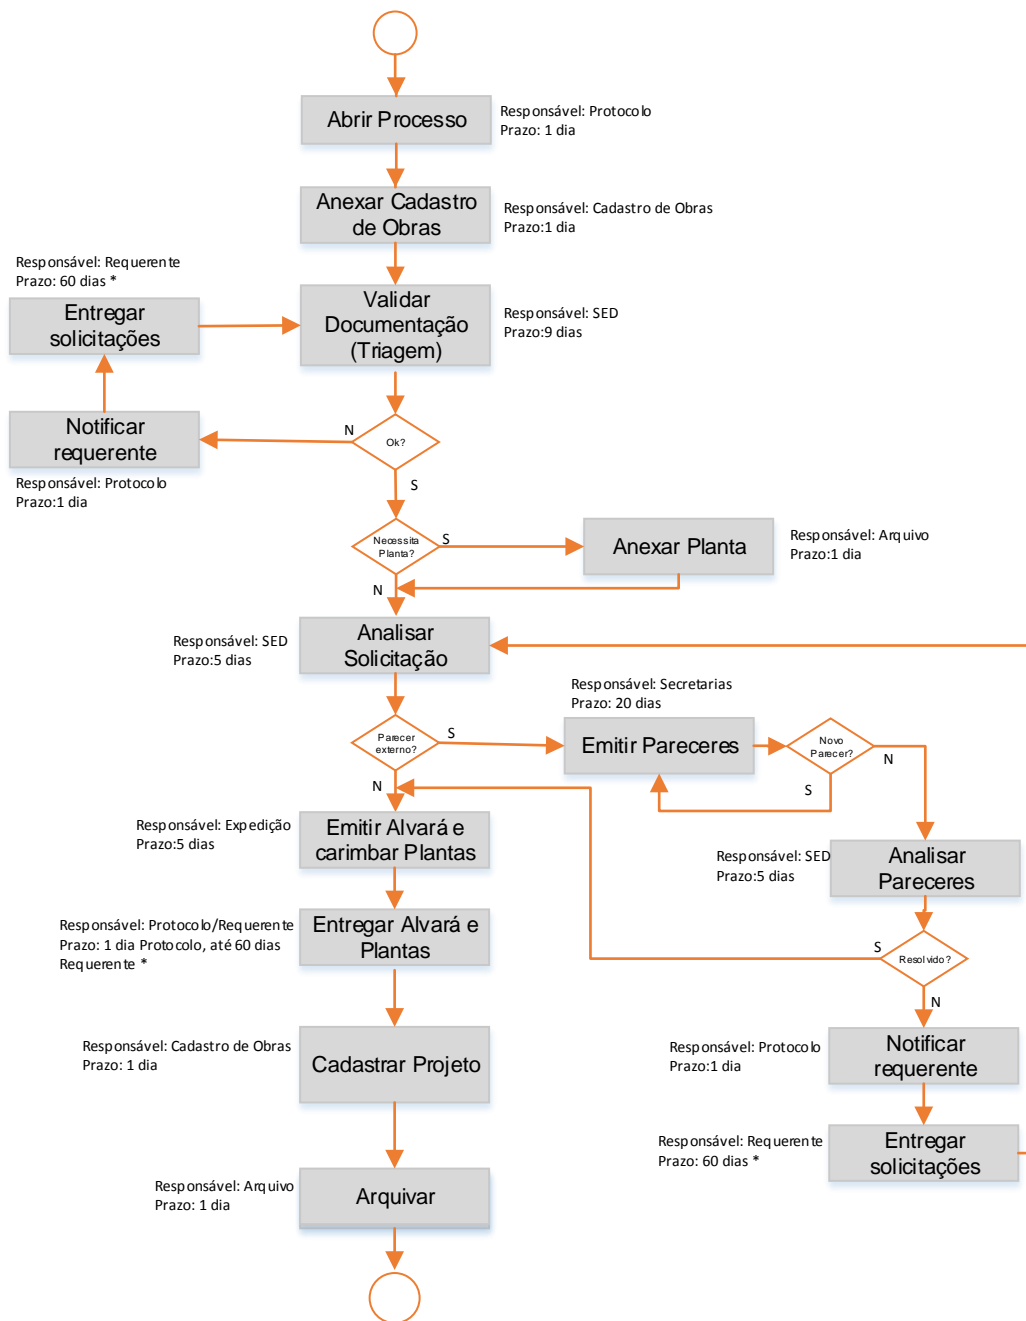 Abrir Processo
Responsável: Protocolo
Prazo: 1 dia
Anexar Cadastro
de Obras
Responsável: Cadastro de Obras
Prazo:1 dia
Responsável: Requerente
Prazo: 60 dias *
Entregar
solicitações
Validar
Documentação
(Triagem)
Responsável: SED
Prazo:9 dias
Notificar
requerente
Responsável: Protocolo
Prazo:1 dia
N
Ok?
S
Necessita
Planta?
S
Anexar Planta
Responsável: Arquivo
Prazo:1 dia
N
Responsável: SED
Prazo:5 dias
Analisar
Solicitação
Parecer
externo?
S
Responsável: Secretarias
Prazo: 20 dias
Emitir Pareceres
Novo
Parecer?
N
S
N
Responsável: Expedição
Prazo:5 dias
Emitir Alvará e
carimbar Plantas
Responsável: SED
Prazo:5 dias
Analisar
Pareceres
Responsável: Protocolo/Requerente
Prazo: 1 dia Protocolo, até 60 dias
Requerente *
Entregar Alvará e
Plantas
S
Resolvido?
N
Responsável: Cadastro de Obras
Prazo: 1 dia
Cadastrar Projeto
Responsável: Protocolo
Prazo:1 dia
Notificar
requerente
Responsável: Requerente
Prazo: 60 dias *
Entregar
solicitações
Responsável: Arquivo
Prazo: 1 dia
Arquivar